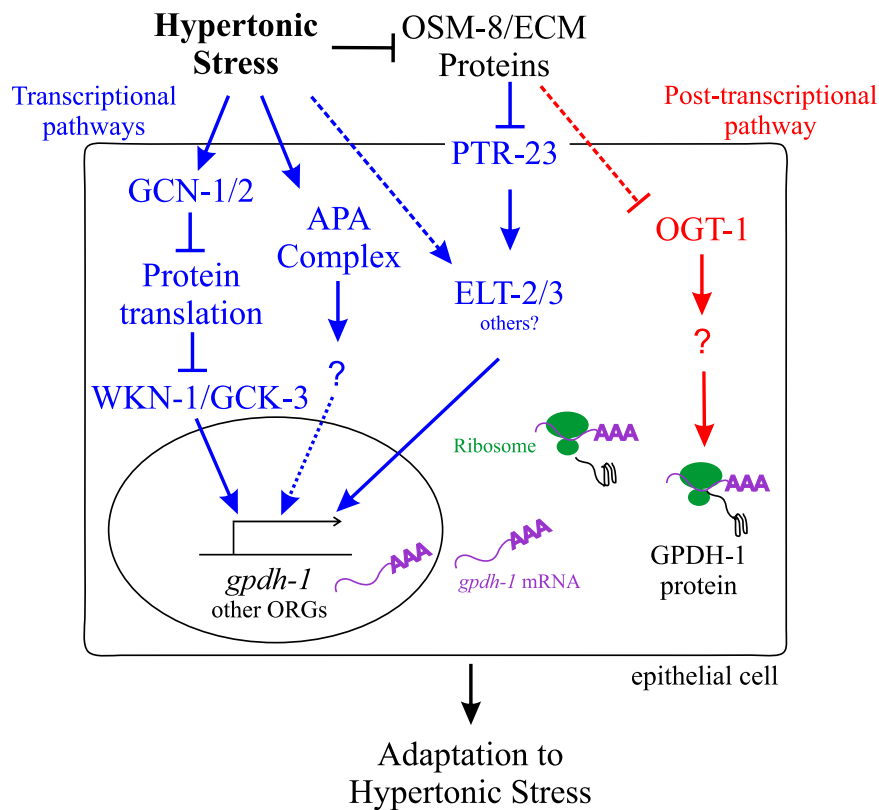 Hypertonic
Stress
OSM-8/ECM
Proteins
Transcriptional
pathways
Post-transcriptional
pathway
PTR-23
GCN-1/2
APA
Complex
OGT-1
Protein
translation
ELT-2/3
others?
?
?
WKN-1/GCK-3
Ribosome
AAA
AAA
GPDH-1
protein
AAA
AAA
gpdh-1
other ORGs
gpdh-1 mRNA
epithelial cell
Adaptation to
Hypertonic Stress